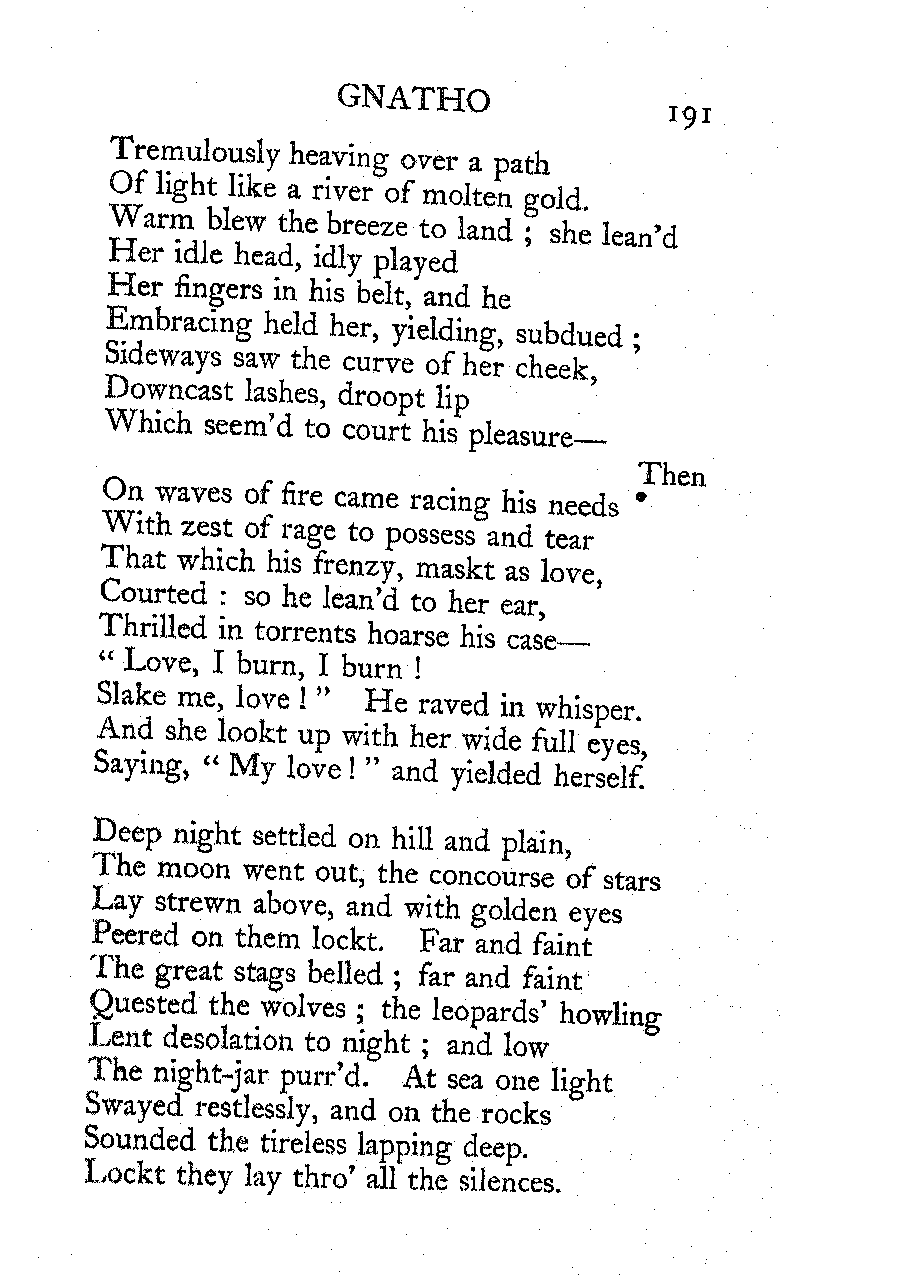 GNATHO 191
Tremulously heaving over a path
Of light like a river of molten gold.
Warm blew the breeze to land ; she lean'd
Her idle head, idly played
Her fingers in his belt, and he
Embracing held her, yielding, subdued ;
Sideways saw the curve of her cheek,
Downcast lashes, droopt lip
Which seem'd to court his pleasure—
Then
On waves of fire came racing his needs
With zest of rage to possess and tear
That which his frenzy, maskt as love,
Courted : so he lean'd to her ear,
Thrilled in torrents hoarse his case—
“ Love, I burn, I burn !
Slake me, love ! ” He raved in whisper.
And she lookt up with her wide full eyes,
Saying, “ My love ! ” and yielded herself.
Deep night settled on hill and plain,
The moon went out, the concourse of stars
Lay strewn above, and with golden eyes
Peered on them lockt. Far and faint
The great stags belled ; far and faint
Quested the wolves ; the leopards' howling
Lent desolation to night ; and low
The night-jar purr'd. At sea one light
Swayed restlessly, and on the rocks
Sounded the tireless lapping deep.
Lockt they lay thro' all the silences.